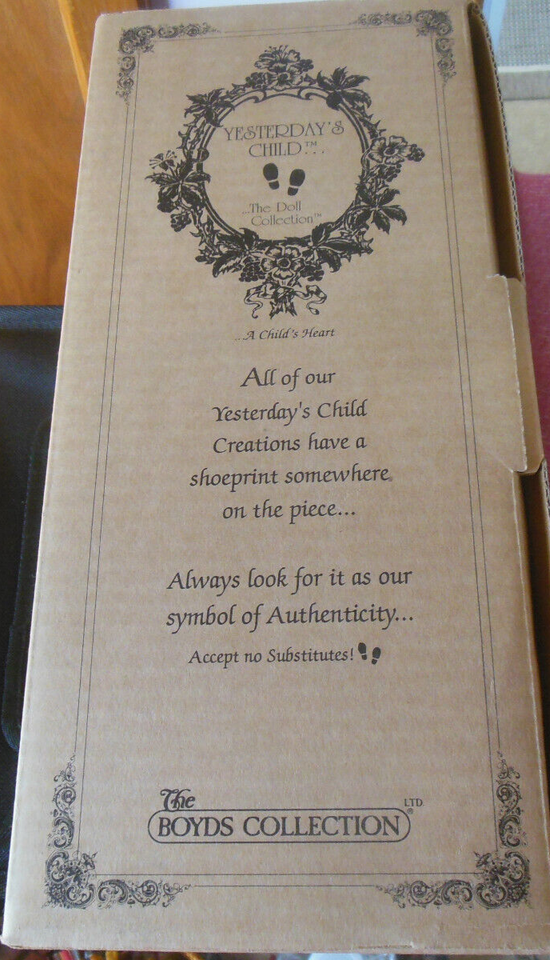 YESTERDAY'S
CHILD™...
...The Doll
Collection™
...A Child's Heart
All of our
Yesterday's Child
Creations have a
shoeprint somewhere
on the piece...
Always look for it as our
symbol of Authenticity...
Accept no Substitutes!
The
BOYDS COLLECTION LTD ®